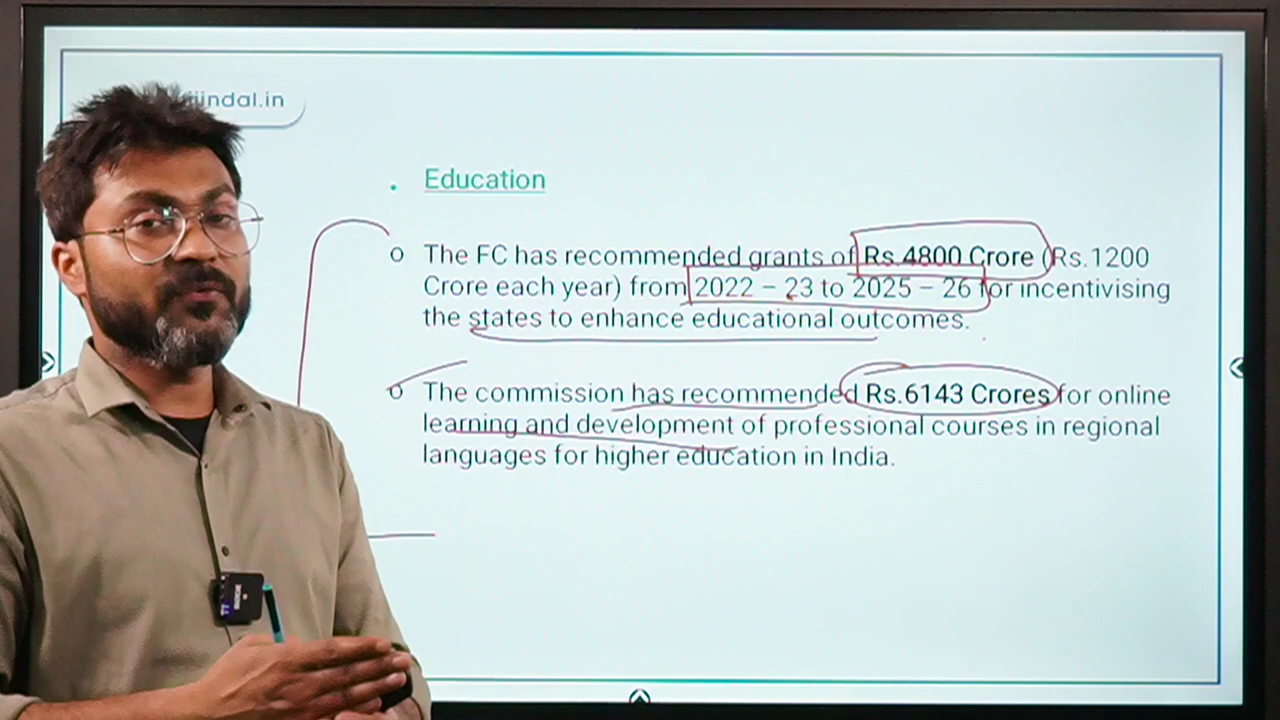 jindal.in
. Education
o The FC has recommended grants of Rs.4800 Crore (Rs.1200
Crore each year) from 2022 – 23 to 2025 – 26 for incentivising
the states to enhance educational outcomes.
o The commission has recommended Rs.6143 Crores for online
learning and development of professional courses in regional
languages for higher education in India.